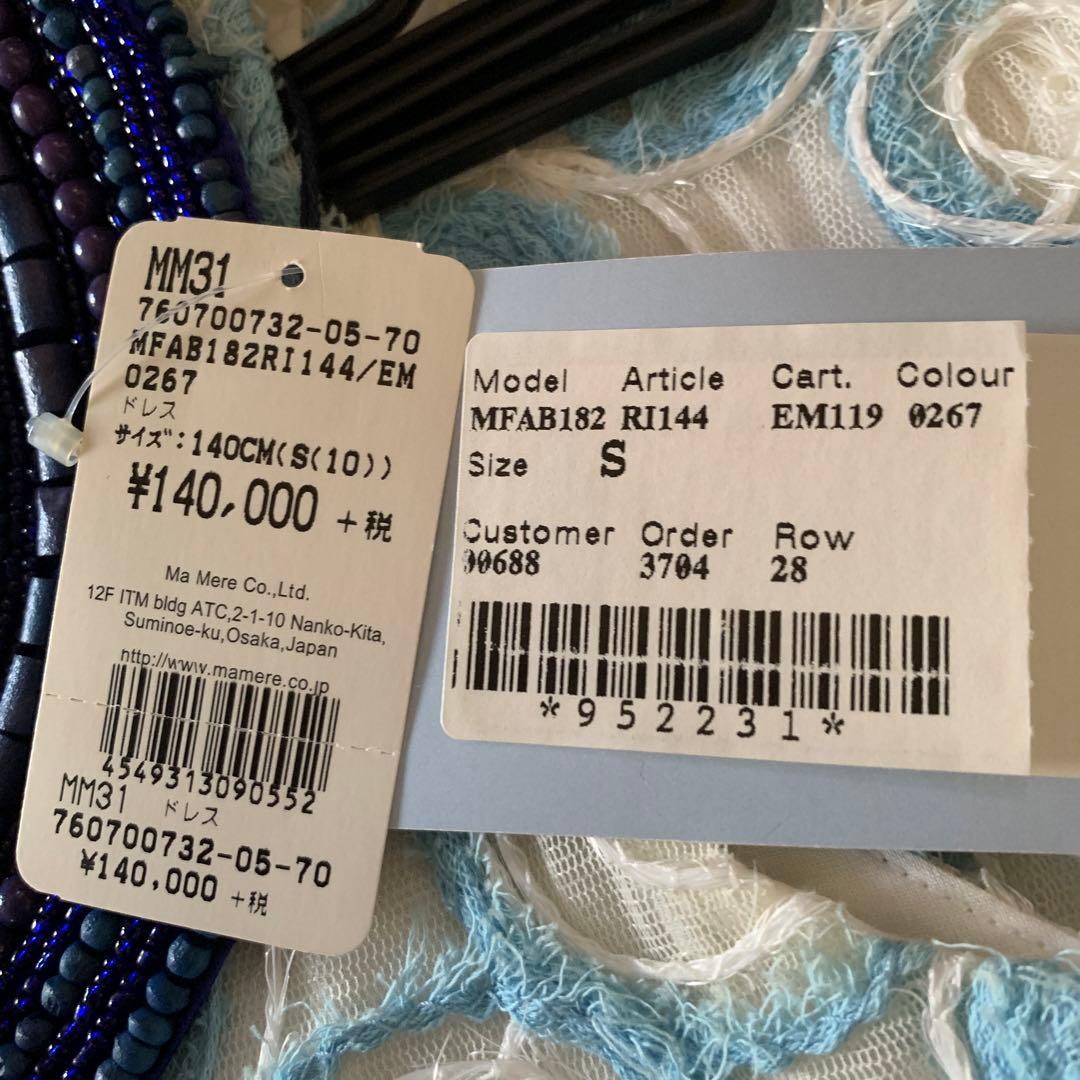 MM31
760700732-05-70
MFAB182RI144/EM
0267
ドレス
サイズ:140CM(S(10))
¥140,000 +税
Ma Mere Co.,Ltd.
12F ITM bldg ATC,2-1-10 Nanko-Kita,
Suminoe-ku,Osaka,Japan
http://www.mamere.co.jp
4549313090552
MM31 ドレス
760700732-05-70
¥140,000 +税
Model Article Cart. Colour
MFAB182 RI144 EM119 0267
Size S
Customer Order Row
00688 3704 28
*952231*